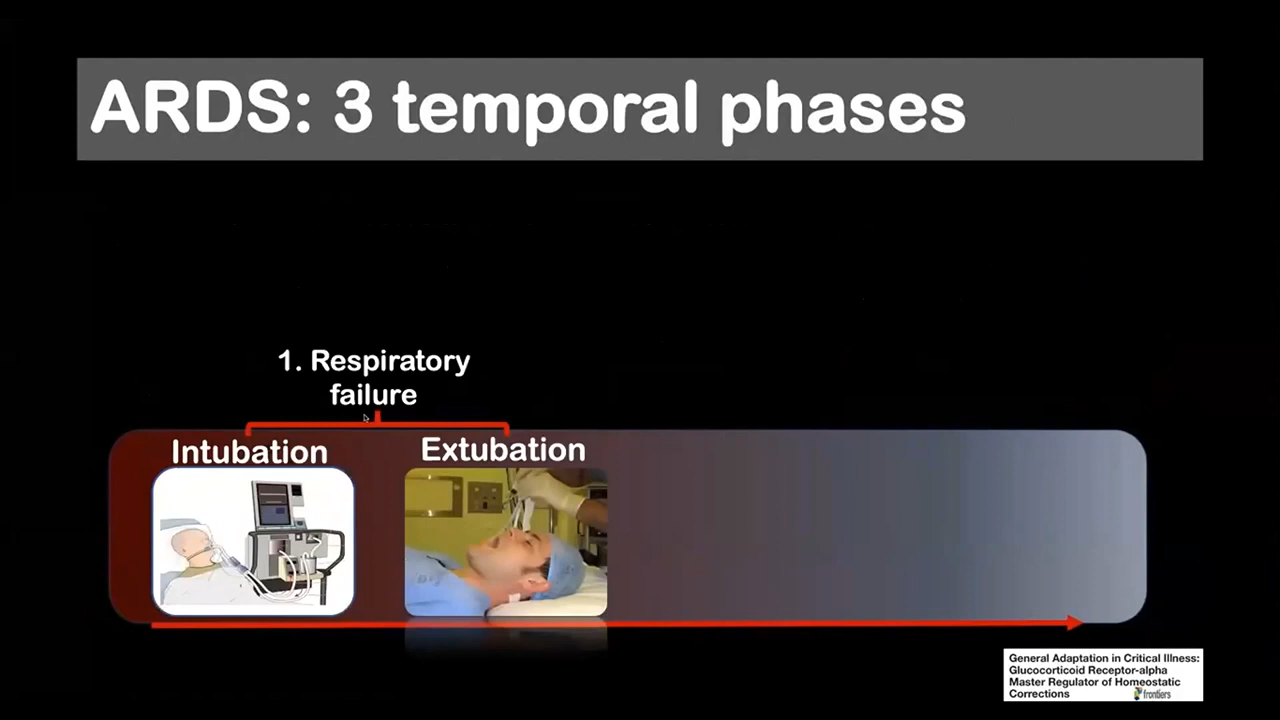 ARDS: 3 temporal phases
1. Respiratory
failure
Intubation
Extubation
General Adaptation in Critical Illness:
Glucocorticoid Receptor-alpha
Master Regulator of Homeostatic
Corrections
frontiers